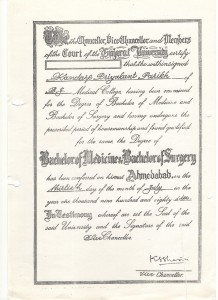 We the Chancellor, Vice-Chancellor and Members
of the Court of the Gujarat University certify
that the undersigned
Parikh
of
B.J. Medical College having been examined
for the Degree of Bachelor of Medicine and
Bachelor of Surgery and having undergone the
prescribed period of and found qualified
for the same, the Degree of
Bachelor of Medicine & Bachelor of Surgery
has been conferred on him at Ahmedabad on the
day of the month of July in the
year one thousand nine hundred and eighty
In Testimony whereof are set the Seal of the
said University and the Signature of the said
Vice Chancellor
Vice Chancellor